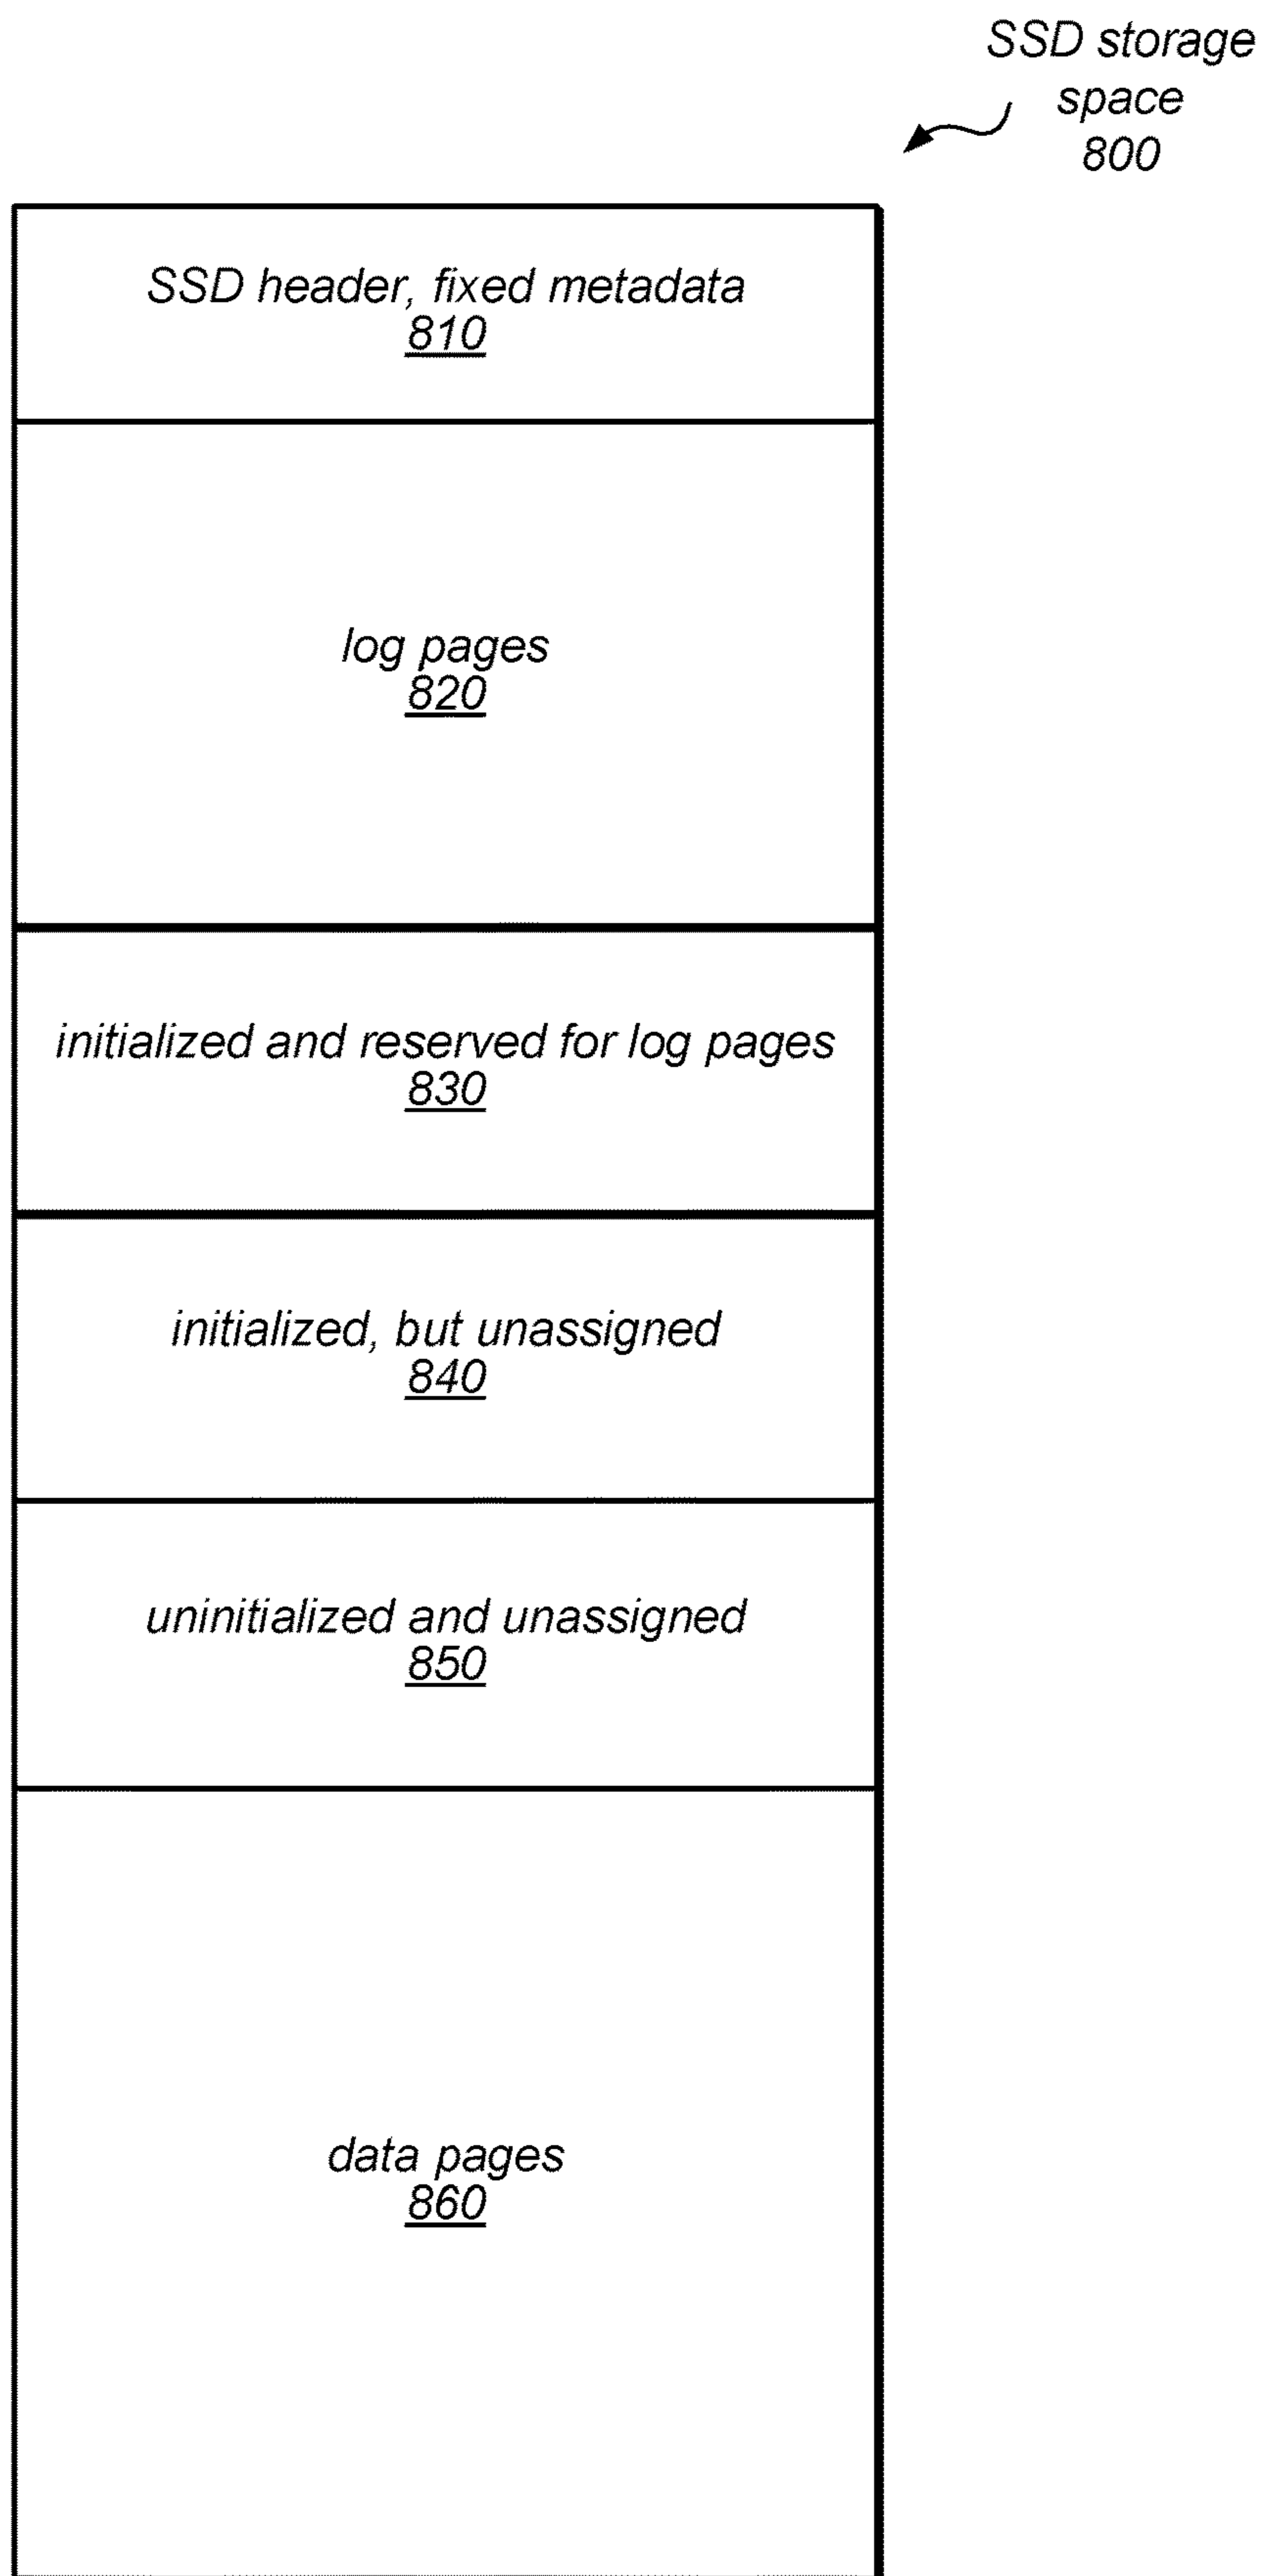 SSD storage
space
800
SSD header, fixed metadata
810
log pages
820
initialized and reserved for log pages
830
initialized, but unassigned
840
uninitialized and unassigned
850
data pages
860